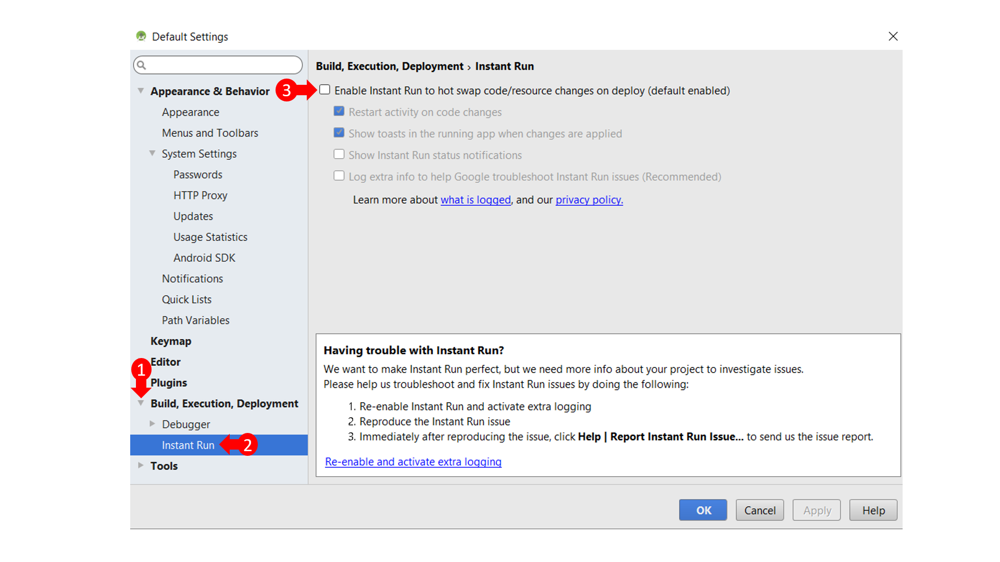 Default Settings
Build, Execution, Deployment › Instant Run
Appearance & Behavior
3
Enable Instant Run to hot swap code/resource changes on deploy (default enabled)
Appearance
Restart activity on code changes
Menus and Toolbars
Show toasts in the running app when changes are applied
System Settings
Show Instant Run status notifications
Passwords
Log extra info to help Google troubleshoot Instant Run issues (Recommended)
HTTP Proxy
Learn more about what is logged, and our privacy policy.
Updates
Usage Statistics
Android SDK
Notifications
Quick Lists
Path Variables
Keymap
Editor
1
Plugins
Build, Execution, Deployment
Debugger
Instant Run
2
Tools
Having trouble with Instant Run?
We want to make Instant Run perfect, but we need more info about your project to investigate issues.
Please help us troubleshoot and fix Instant Run issues by doing the following:
1. Re-enable Instant Run and activate extra logging
2. Reproduce the Instant Run issue
3. Immediately after reproducing the issue, click Help | Report Instant Run Issue... to send us the issue report.
Re-enable and activate extra logging
OK
Cancel
Apply
Help